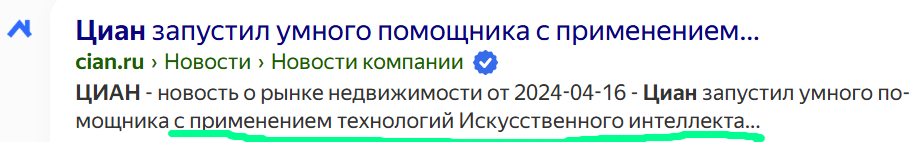 Циан запустил умного помощника с применением...
cian.ru › Новости › Новости компании
ЦИАН - новость о рынке недвижимости от 2024-04-16 - Циан запустил умного по-
мощника с применением технологий Искусственного интеллекта...